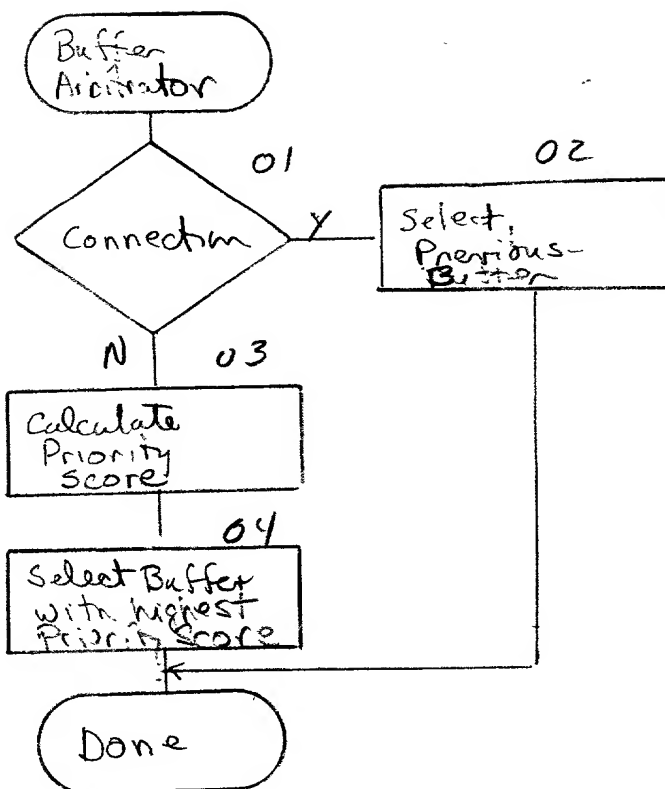 Buffer
Arbitrator
01
Connection
Y
02
Select
Previous-
Button
N
03
Calculate
Priority
Score
04
Select Buffer
with highest
Priority Score
Done